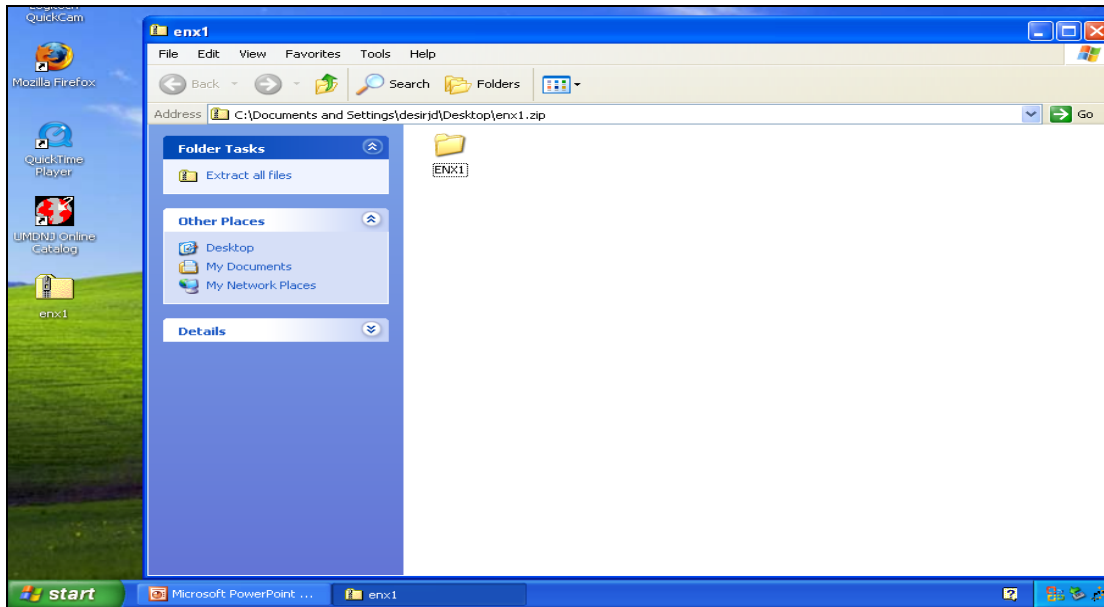 QuickCam
Mozilla Firefox
QuickTime
Player
UMDNJ Online
Catalog
enx1
enx1
File Edit View Favorites Tools Help
Back Search Folders
Address C:\Documents and Settings\desirjd\Desktop\enx1.zip Go
Folder Tasks
Extract all files
Other Places
Desktop
My Documents
My Network Places
Details
ENX1
start Microsoft PowerPoint ... enx1